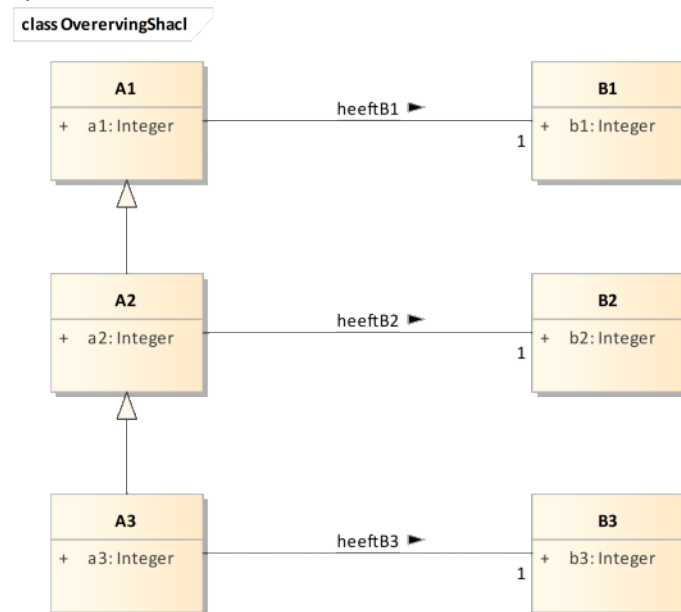 class OverervingShacl
A1
+ a1: Integer
heeftB1
1
B1
+ b1: Integer
A2
+ a2: Integer
heeftB2
1
B2
+ b2: Integer
A3
+ a3: Integer
heeftB3
1
B3
+ b3: Integer